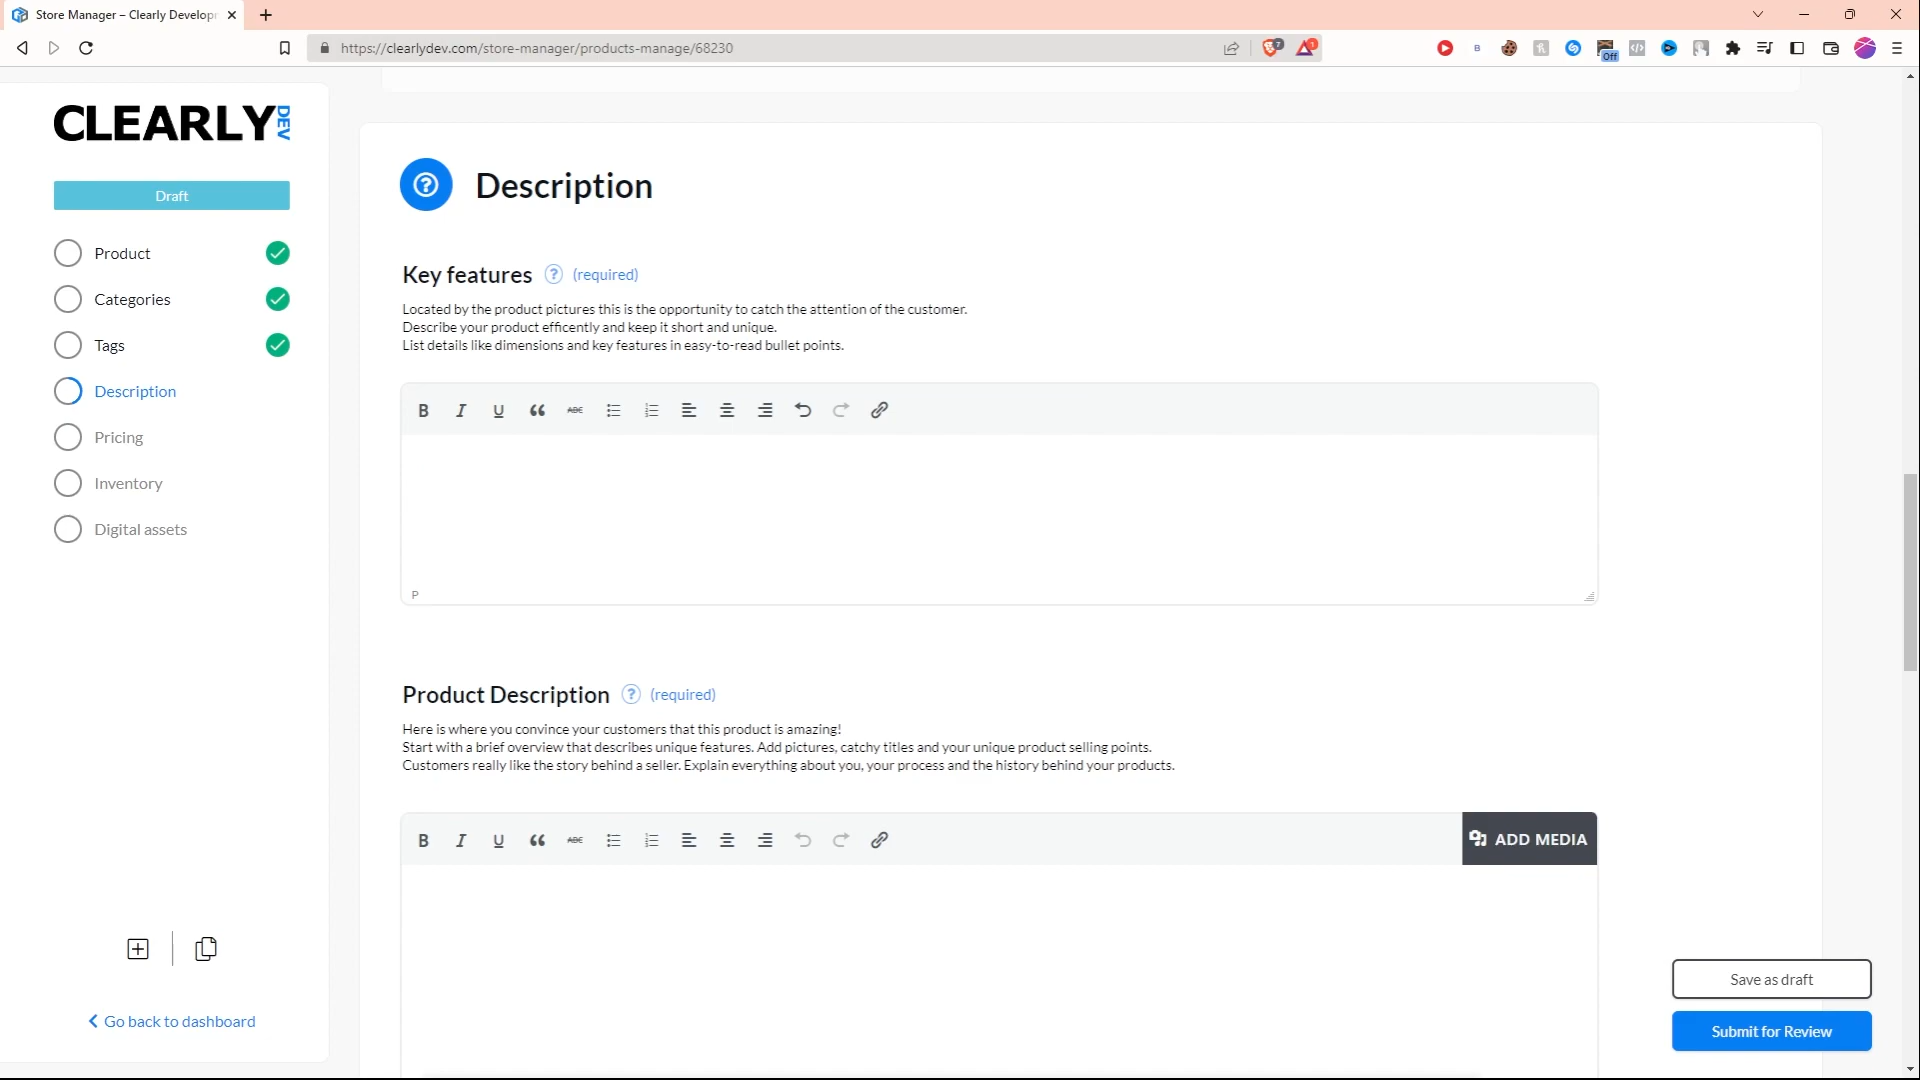 Store Manager – Clearly Develop
https://clearlydev.com/store-manager/products-manage/68230
7
1
B
Off
CLEARLY
DEV
Draft
Product
Categories
Tags
Description
Pricing
Inventory
Digital assets
Go back to dashboard
Description
Key features ? (required)
Located by the product pictures this is the opportunity to catch the attention of the customer.
Describe your product efficently and keep it short and unique.
List details like dimensions and key features in easy-to-read bullet points.
B I U “ ABC
P
Product Description ? (required)
Here is where you convince your customers that this product is amazing!
Start with a brief overview that describes unique features. Add pictures, catchy titles and your unique product selling points.
Customers really like the story behind a seller. Explain everything about you, your process and the history behind your products.
B I U “ ABC
ADD MEDIA
Save as draft
Submit for Review